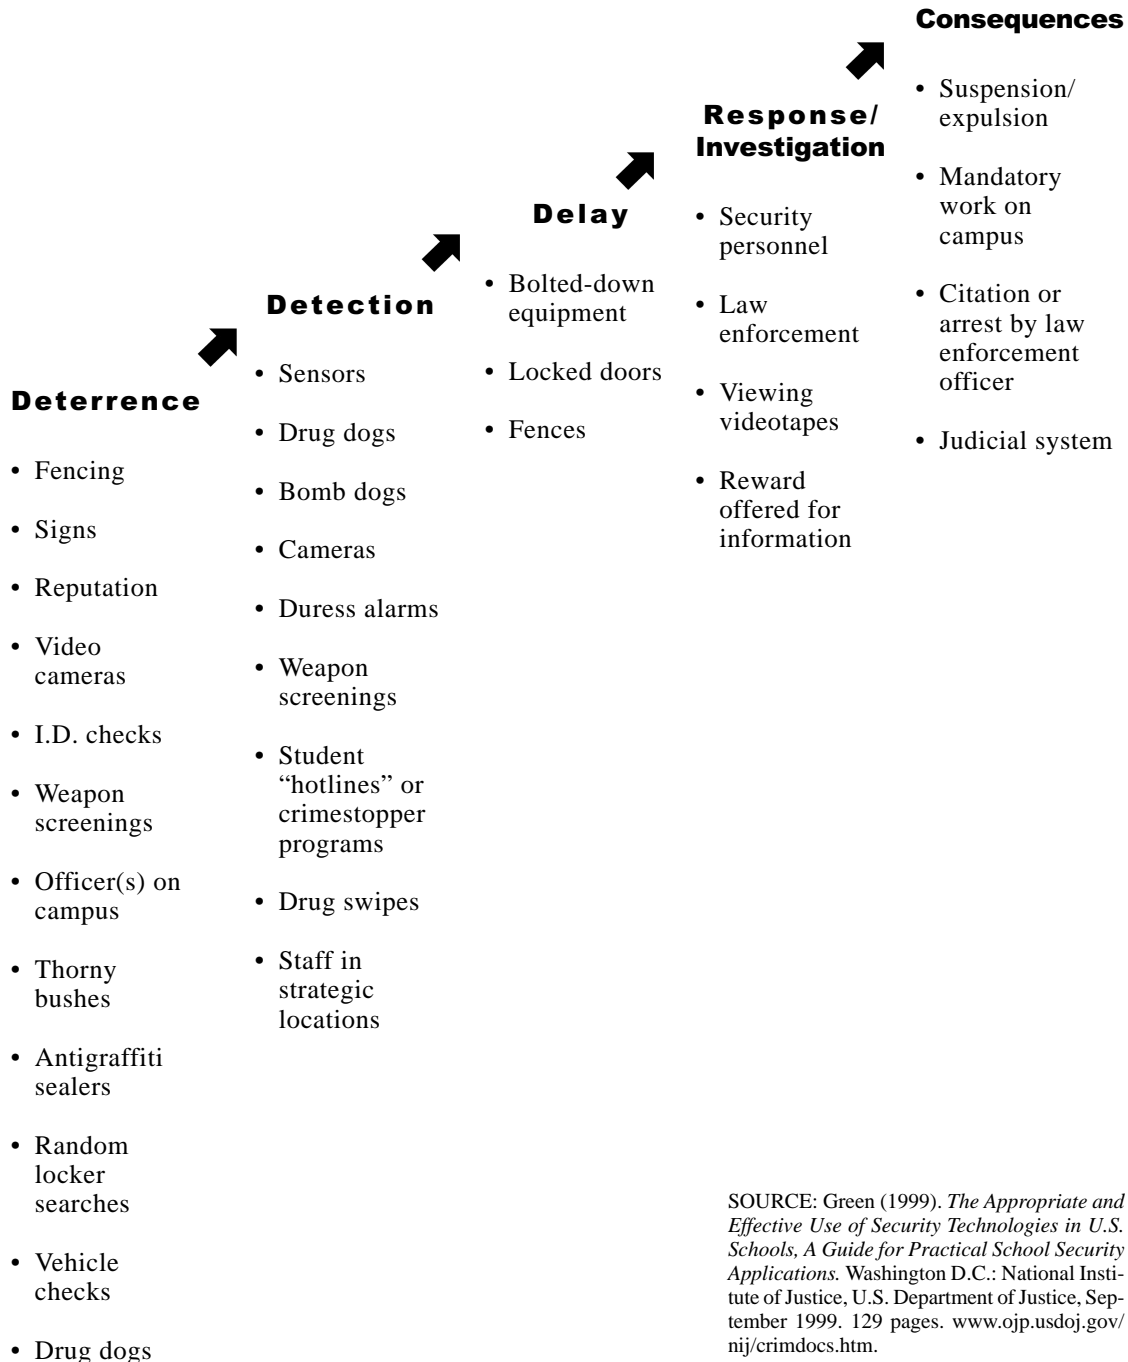 Deterrence
• Fencing
• Signs
• Reputation
• Video
cameras
• I.D. checks
• Weapon
screenings
• Officer(s) on
campus
• Thorny
bushes
• Antigraffiti
sealers
• Random
locker
searches
• Vehicle
checks
• Drug dogs
Detection
• Sensors
• Drug dogs
• Bomb dogs
• Cameras
• Duress alarms
• Weapon
screenings
• Student
“hotlines” or
crimestopper
programs
• Drug swipes
• Staff in
strategic
locations
Delay
• Bolted-down
equipment
• Locked doors
• Fences
Response/
Investigation
• Security
personnel
• Law
enforcement
• Viewing
videotapes
• Reward
offered for
information
Consequences
• Suspension/
expulsion
• Mandatory
work on
campus
• Citation or
arrest by law
enforcement
officer
• Judicial system
SOURCE: Green (1999). The Appropriate and
Effective Use of Security Technologies in U.S.
Schools, A Guide for Practical School Security
Applications. Washington D.C.: National Insti-
tute of Justice, U.S. Department of Justice, Sep-
tember 1999. 129 pages. www.ojp.usdoj.gov/
nij/crimdocs.htm.